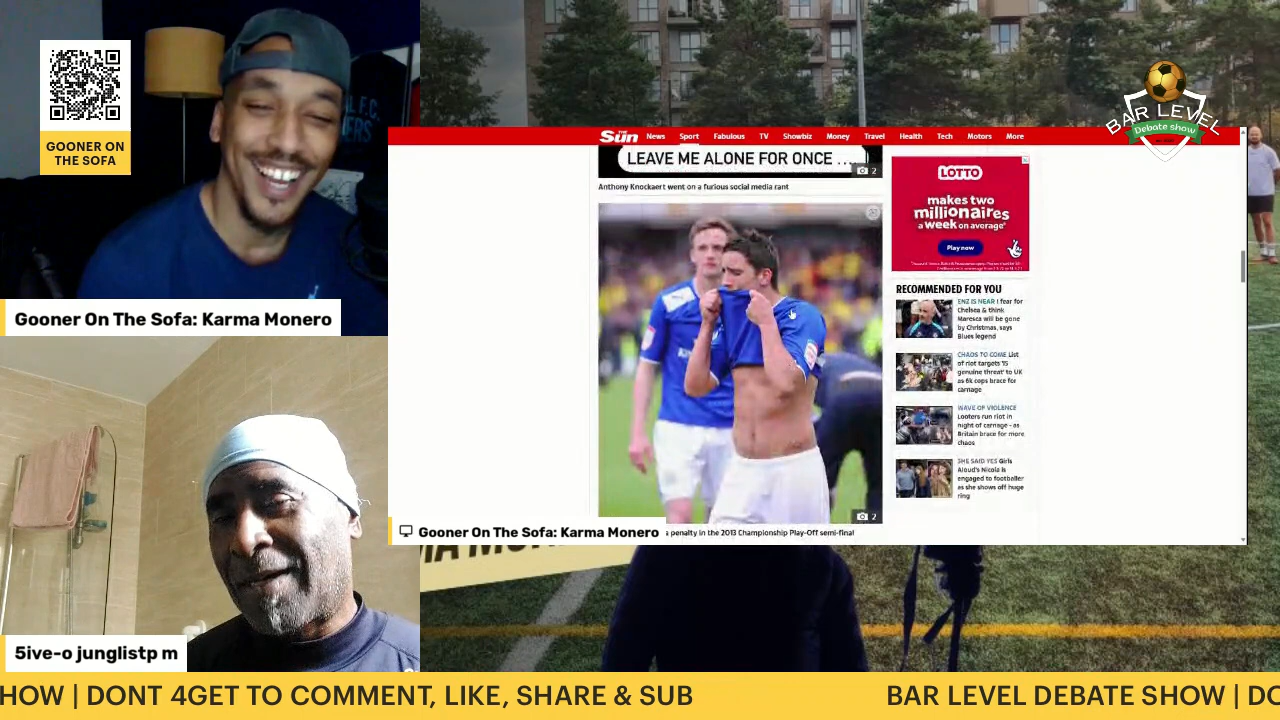 GOONER ON
THE SOFA
Gooner On The Sofa: Karma Monero
5ive-o junglistp m
BAR LEVEL
Debate show
THE Sun News Sport Fabulous TV Showbiz Money Travel Health Tech Motors More
LEAVE ME ALONE FOR ONCE ....
2
Anthony Knockaert went on a furious social media rant
2
a penalty in the 2013 Championship Play-Off semi-final
Gooner On The Sofa: Karma Monero
LOTTO
makes two
millionaires
a week on average*
Play now
RECOMMENDED FOR YOU
ENZ IS NEAR I fear for
Chelsea & think
Maresca will be gone
by Christmas, says
Blues legend
CHAOS TO COME List
of riot targets '15
genuine threat' to UK
as 6k cops brace for
carnage
WAVE OF VIOLENCE
Looters run riot in
night of carnage - as
Britain brace for more
chaos
SHE SAID YES Girls
Aloud's Nicola is
engaged to footballer
as she shows off huge
ring
HOW | DONT 4GET TO COMMENT, LIKE, SHARE & SUB BAR LEVEL DEBATE SHOW | DO